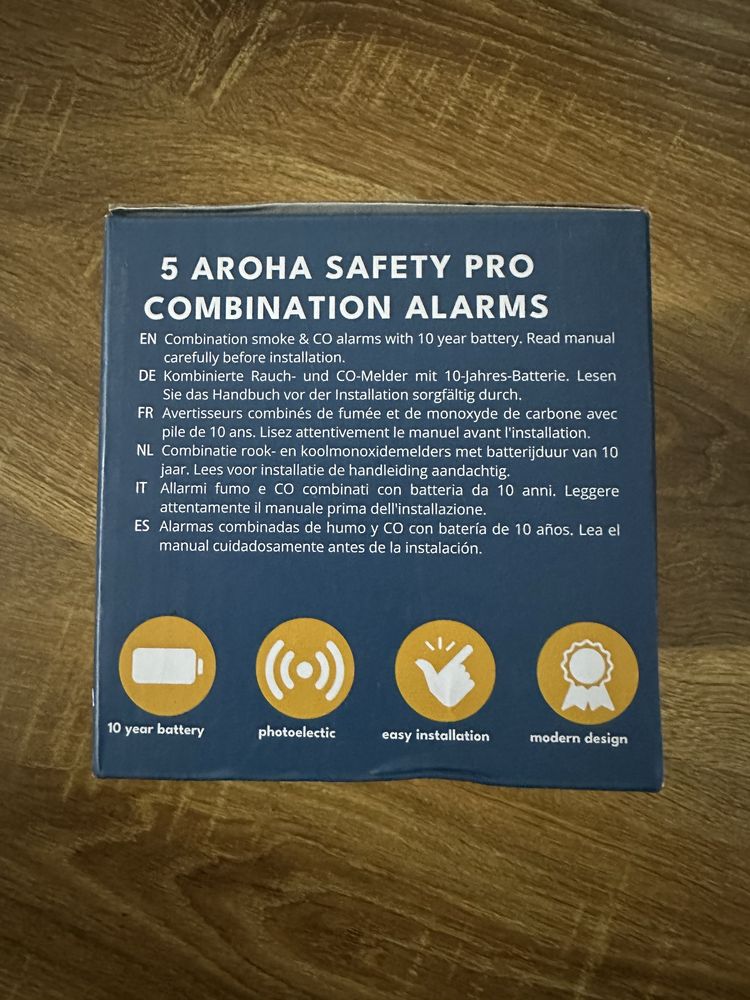 5 AROHA SAFETY PRO
COMBINATION ALARMS
EN Combination smoke & CO alarms with 10 year battery. Read manual
carefully before installation.
DE Kombinierte Rauch- und CO-Melder mit 10-Jahres-Batterie. Lesen
Sie das Handbuch vor der Installation sorgfältig durch.
FR Avertisseurs combinés de fumée et de monoxyde de carbone avec
pile de 10 ans. Lisez attentivement le manuel avant l'installation.
NL Combinatie rook- en koolmonoxidemelders met batterijduur van 10
jaar. Lees voor installatie de handleiding aandachtig.
IT Allarmi fumo e CO combinati con batteria da 10 anni. Leggere
attentamente il manuale prima dell'installazione.
ES Alarmas combinadas de humo y CO con batería de 10 años. Lea el
manual cuidadosamente antes de la instalación.
10 year battery
photoelectic
easy installation
modern design